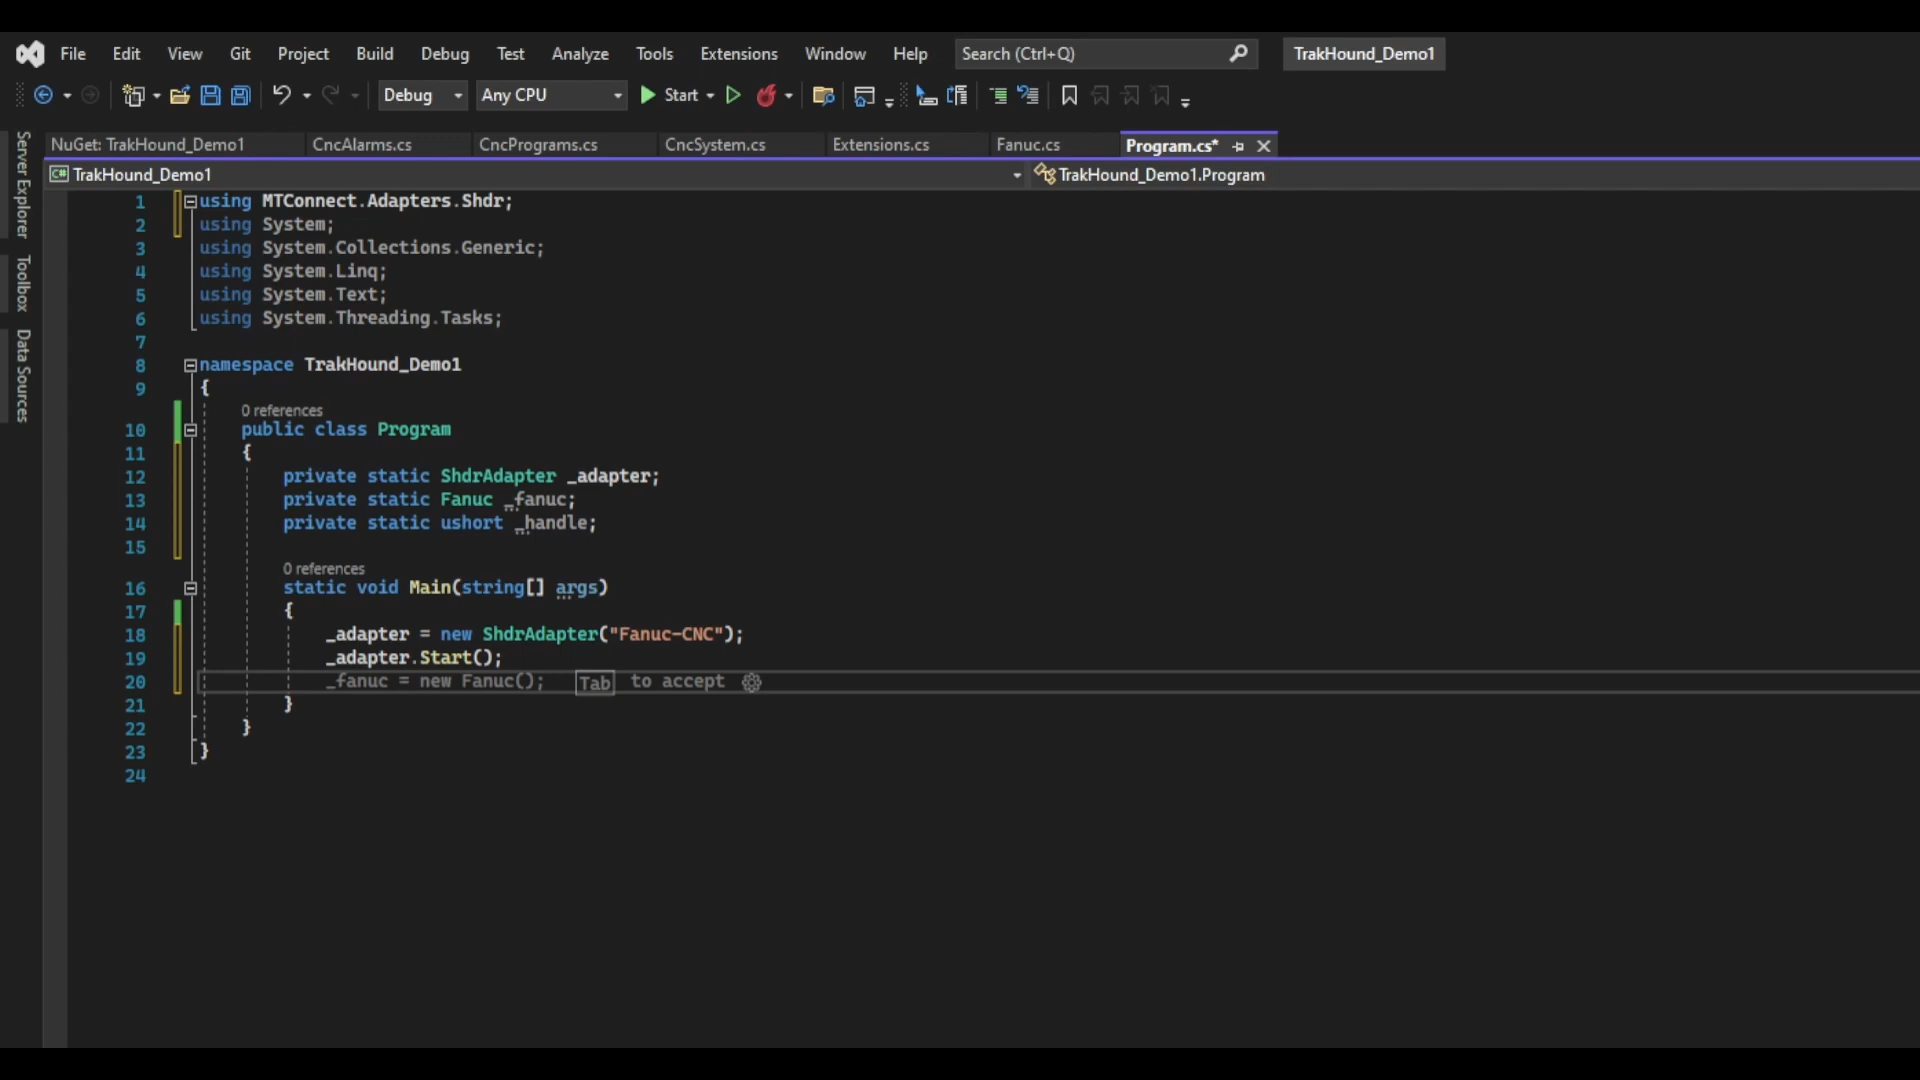 File Edit View Git Project Build Debug Test Analyze Tools Extensions Window Help Search (Ctrl+Q) TrakHound_Demo1
Debug Any CPU Start
NuGet: TrakHound_Demo1 CncAlarms.cs CncPrograms.cs CncSystem.cs Extensions.cs Fanuc.cs Program.cs*
C# TrakHound_Demo1 TrakHound_Demo1.Program
Server Explorer
Toolbox
Data Sources
1 using MTConnect.Adapters.Shdr;
2 using System;
3 using System.Collections.Generic;
4 using System.Linq;
5 using System.Text;
6 using System.Threading.Tasks;
7
8 namespace TrakHound_Demo1
9 {
0 references
10 public class Program
11 {
12 private static ShdrAdapter _adapter;
13 private static Fanuc _fanuc;
14 private static ushort _handle;
15
0 references
16 static void Main(string[] args)
17 {
18 _adapter = new ShdrAdapter("Fanuc-CNC");
19 _adapter.Start();
20 _fanuc = new Fanuc(); Tab to accept
21 }
22 }
23 }
24